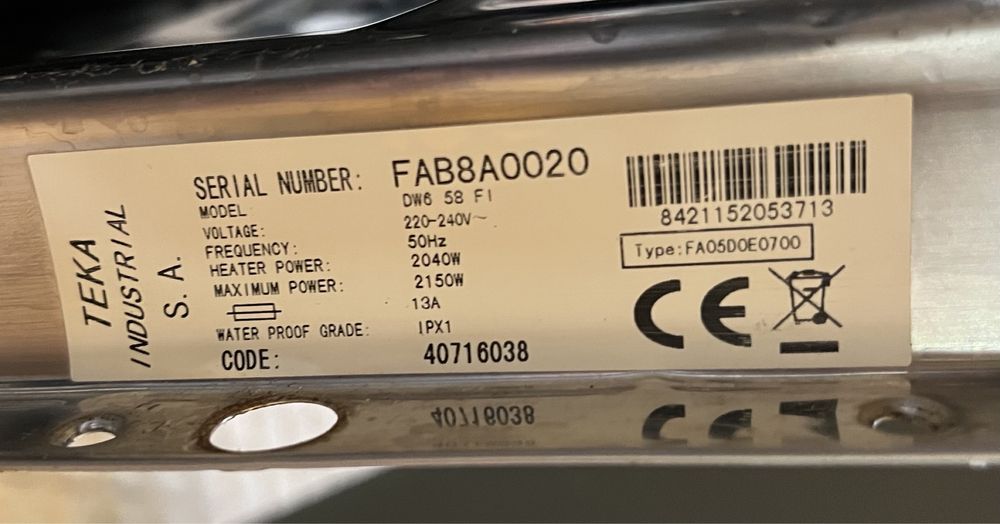 TEKA
INDUSTRIAL
S. A.
SERIAL NUMBER: FAB8A0020
MODEL DW6 58 FI
VOLTAGE: 220-240V~
FREQUENCY: 50Hz
HEATER POWER: 2040W
MAXIMUM POWER: 2150W
13A
WATER PROOF GRADE: IPX1
CODE: 40716038
8421152053713
Type:FA05D0E0700
CE
40716038
CE